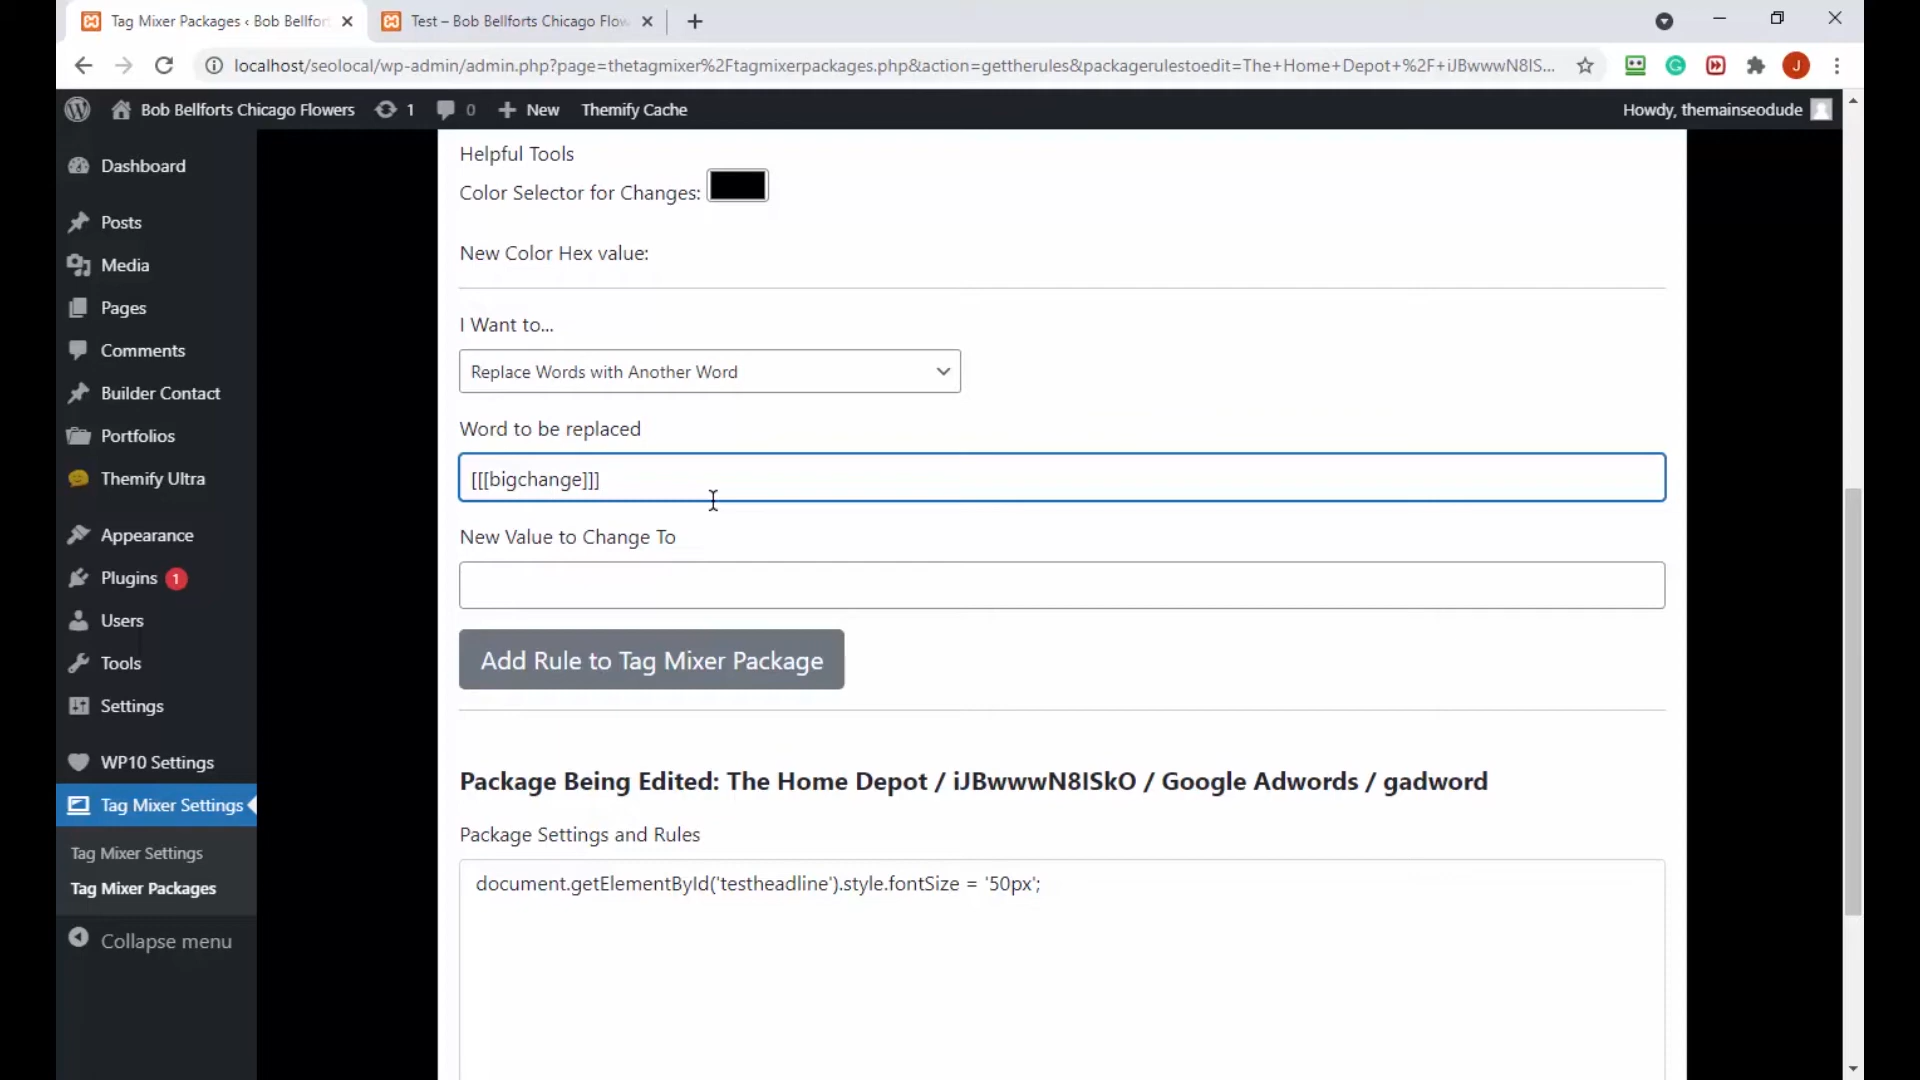 Tag Mixer Packages ‹ Bob Bellfor
Test – Bob Bellforts Chicago Flow
localhost/seolocal/wp-admin/admin.php?page=thetagmixer%2Ftagmixerpackages.php&action=gettherules&packagerulestoedit=The+Home+Depot+%2F+iJBwwwN8IS...
J
Bob Bellforts Chicago Flowers
1
0
New
Themify Cache
Howdy, themainseodude
Dashboard
Posts
Media
Pages
Comments
Builder Contact
Portfolios
Themify Ultra
Appearance
Plugins 1
Users
Tools
Settings
WP10 Settings
Tag Mixer Settings
Tag Mixer Settings
Tag Mixer Packages
Collapse menu
Helpful Tools
Color Selector for Changes:
New Color Hex value:
I Want to...
Replace Words with Another Word
Word to be replaced
[[[bigchange]]]
New Value to Change To
Add Rule to Tag Mixer Package
Package Being Edited: The Home Depot / iJBwwwN8ISkO / Google Adwords / gadword
Package Settings and Rules
document.getElementById('testheadline').style.fontSize = '50px';